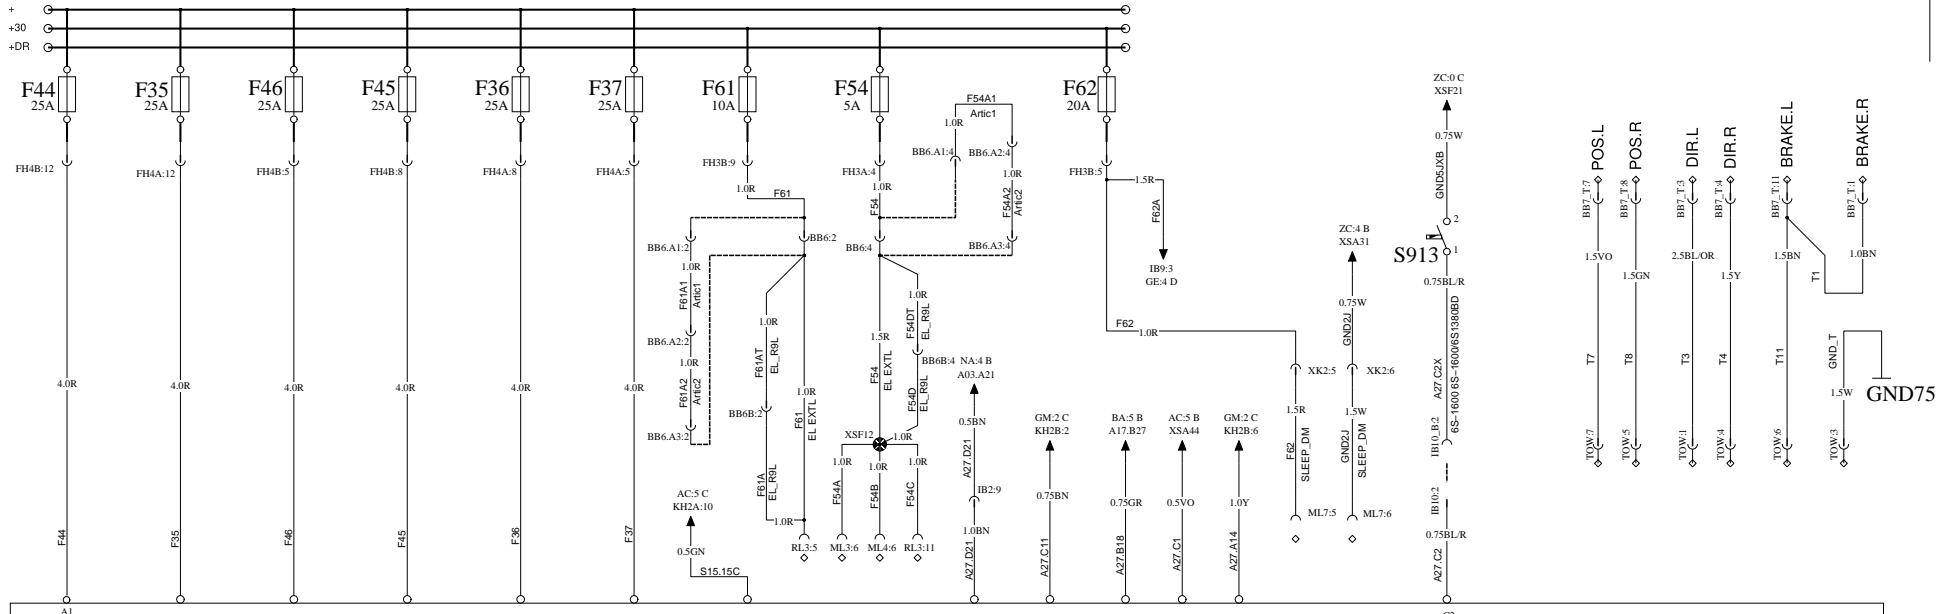 +
+30
+DR
F44
25A
F35
25A
F46
25A
F45
25A
F36
25A
F37
25A
F61
10A
F54
5A
F62
20A
FH4B:12
FH4A:12
FH4B:5
FH4B:8
FH4A:8
FH4A:5
FH3B:9
FH3A:4
FH3B:5
F54A1
Artic1
1.0R
BB6.A1:4
BB6.A2:4
1.0R
F54A2
Artic2
BB6.A3:4
1.0R
F61
1.0R
F54
BB6.A1:2
BB6:2
BB6:4
1.0R
F61A1
Artic1
BB6.A2:2
1.0R
F61A2
Artic2
BB6.A3:2
1.0R
F61AT
EL_R9L
BB6B:2
F61A
EL_R9L
1.0R
1.0R
F61
EL EXTL
RL3:5
1.5R
F54
EL EXTL
1.0R
F54DT
EL_R9L
BB6B:4
F54D
EL_R9L
1.0R
XSF12
1.0R
1.0R
1.0R
F54A
F54B
F54C
ML3:6
ML4:6
RL3:11
4.0R
4.0R
4.0R
4.0R
4.0R
4.0R
F44
F35
F46
F45
F36
F37
AC:5 C
KH2A:10
0.5GN
S15.15C
NA:4 B
A03.A21
0.5BN
A27.D21
IB2:9
1.0BN
A27.D21
GM:2 C
KH2B:2
0.75BN
A27.C11
BA:5 B
A17.B27
0.75GR
A27.B18
AC:5 B
XSA44
0.5VO
A27.C1
GM:2 C
KH2B:6
1.0Y
A27.A14
1.5R
F62A
IB9:3
GE:4 D
F62
1.0R
XK2:5
1.5R
F62
SLEEP_DM
ML7:5
ZC:4 B
XSA31
0.75W
GND2J
XK2:6
1.5W
GND2J
SLEEP_DM
ML7:6
ZC:0 C
XSF21
0.75W
GND5JXB
2
S913
1
0.75BL/R
A27.C2X
6S-1600 6S-1600/6S1380BD
IB10_B:2
IB10:2
0.75BL/R
A27.C2
POS.L
POS.R
DIR.L
DIR.R
BRAKE.L
BRAKE.R
BB7_T:7
BB7_T:8
BB7_T:3
BB7_T:4
BB7_T:11
BB7_T:1
1.5VO
1.5GN
2.5BL/OR
1.5Y
1.5BN
1.0BN
T1
T7
T8
T3
T4
T11
GND_T
1.5W
GND75
TOW:7
TOW:5
TOW:1
TOW:4
TOW:6
TOW:3
A1